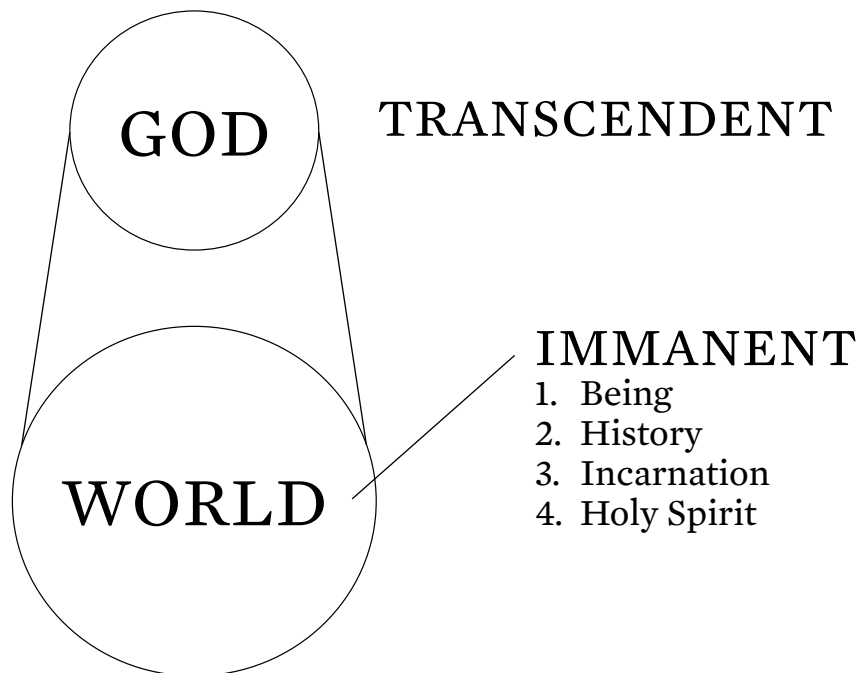 GOD
TRANSCENDENT
IMMANENT
1. Being
2. History
3. Incarnation
4. Holy Spirit
WORLD